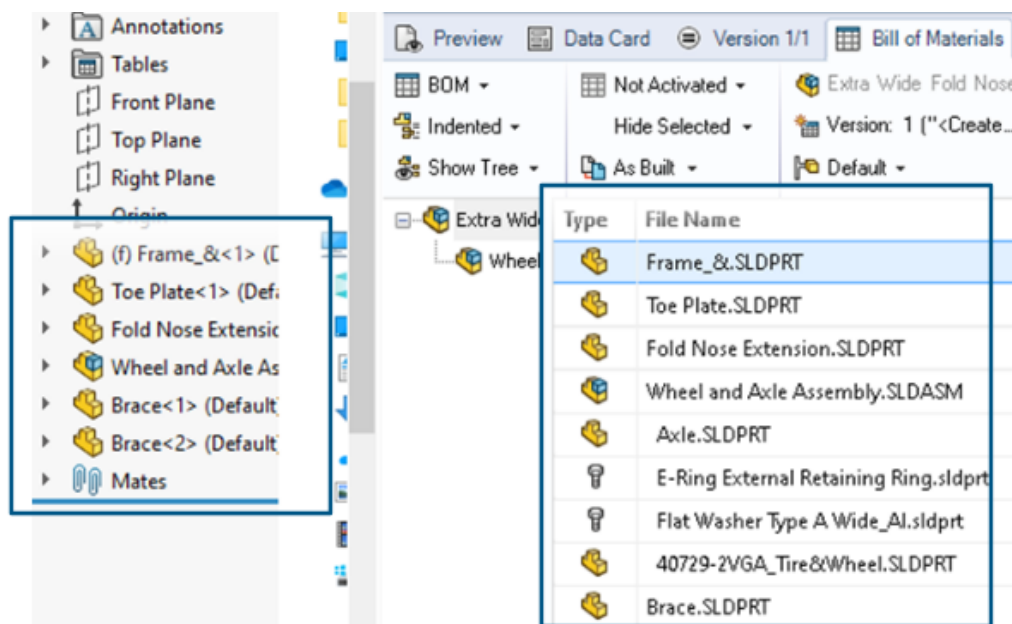 Annotations
Tables
Front Plane
Top Plane
Right Plane
Origin
(f) Frame_&<1> (D
Toe Plate<1> (Defa
Fold Nose Extensio
Wheel and Axle As
Brace<1> (Default)
Brace<2> (Default)
Mates
Preview Data Card Version 1/1 Bill of Materials
BOM Not Activated Extra Wide Fold Nose
Indented Hide Selected Version: 1 ("<Create...
Show Tree As Built Default
Extra Wid
Wheel
Type File Name
Frame_&.SLDPRT
Toe Plate.SLDPRT
Fold Nose Extension.SLDPRT
Wheel and Axle Assembly.SLDASM
Axle.SLDPRT
E-Ring External Retaining Ring.sldprt
Flat Washer Type A Wide_AI.sldprt
40729-2VGA_Tire&Wheel.SLDPRT
Brace.SLDPRT